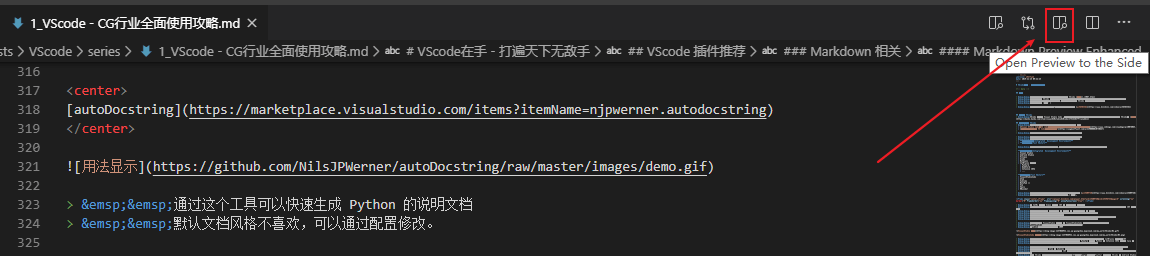 1_VScode - CG行业全面使用攻略.md ×
sts > VScode > series > 1_VScode - CG行业全面使用攻略.md > abc # VScode在手 - 打遍天下无敌手 > abc ## VScode 插件推荐 > abc ### Markdown 相关 > abc #### Markdown Preview Enhanced
Open Preview to the Side
316
317 <center>
318 [autoDocstring](https://marketplace.visualstudio.com/items?itemName=njpwerner.autodocstring)
319 </center>
320
321 ![用法显示](https://github.com/NilsJPWerner/autoDocstring/raw/master/images/demo.gif)
322
323 > &emsp;&emsp;通过这个工具可以快速生成 Python 的说明文档
324 > &emsp;&emsp;默认文档风格不喜欢，可以通过配置修改。
325